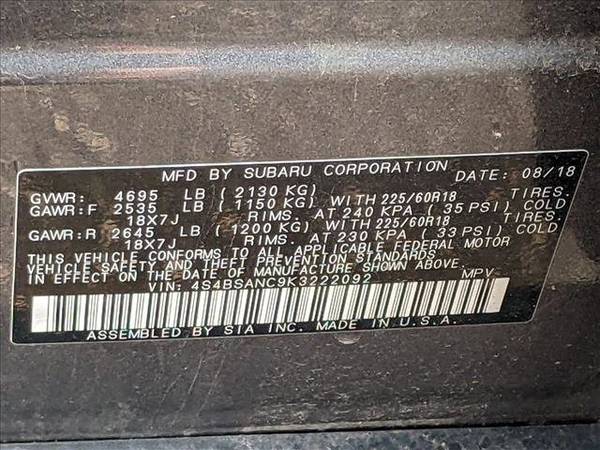 MFD BY SUBARU CORPORATION DATE: 08/18
GVWR: 4695 LB ( 2130 KG)
GAWR:F 2535 LB ( 1150 KG) WITH 225/60R18 TIRES.
18X7J RIMS. AT 240 KPA ( 35 PSI) COLD
GAWR:R 2645 LB ( 1200 KG) WITH 225/60R18 TIRES.
18X7J RIMS. AT 230 KPA ( 33 PSI) COLD
THIS VEHICLE CONFORMS TO ALL APPLICABLE FEDERAL MOTOR
VEHICLE SAFETY AND THEFT PREVENTION STANDARDS
IN EFFECT ON THE DATE OF MANUFACTURE SHOWN ABOVE.
VIN: 4S4BSANC9K3222092 MPV
ASSEMBLED BY SIA INC. MADE IN U.S.A.